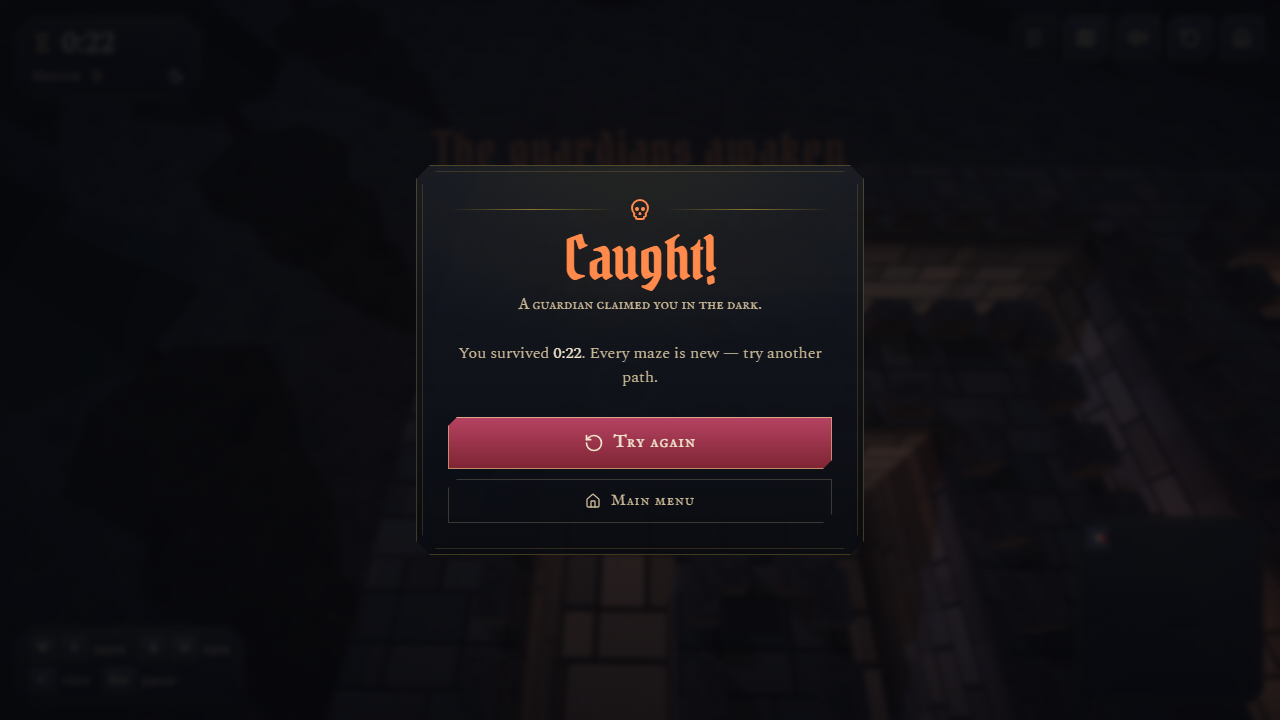 0:22
The guardians awaken
Caught!
A guardian claimed you in the dark.
You survived 0:22. Every maze is new — try another
path.
Try again
Main menu